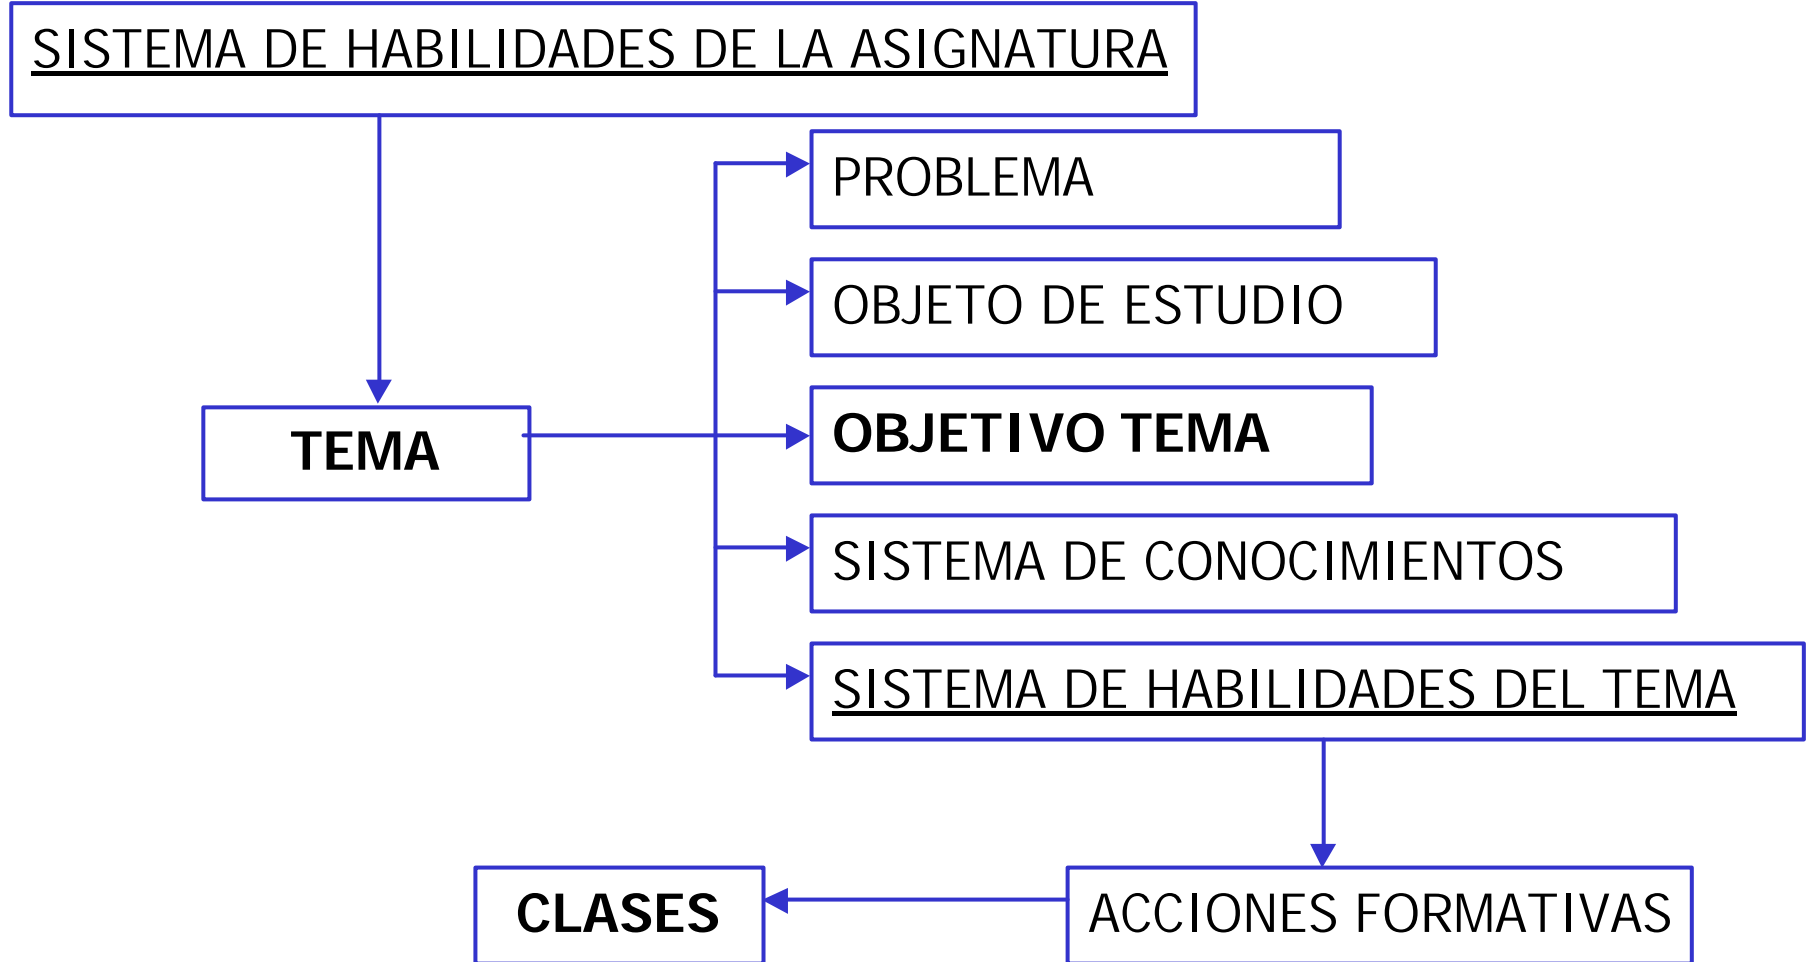 SISTEMA DE HABILIDADES DE LA ASIGNATURA
PROBLEMA
OBJETO DE ESTUDIO
TEMA
OBJETIVO TEMA
SISTEMA DE CONOCIMIENTOS
SISTEMA DE HABILIDADES DEL TEMA
CLASES
ACCIONES FORMATIVAS